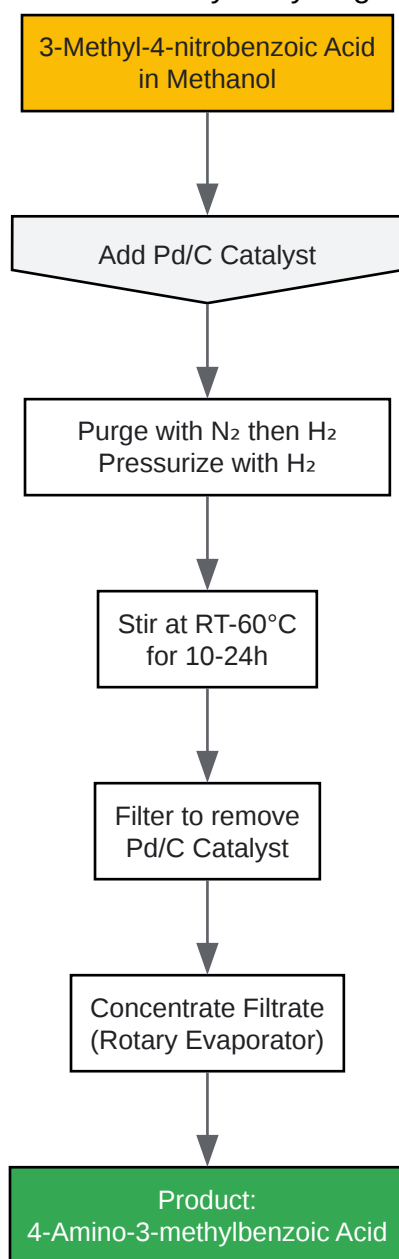 3-Methyl-4-nitrobenzoic Acid
in Methanol
Add Pd/C Catalyst
Purge with N₂ then H₂
Pressurize with H₂
Stir at RT-60°C
for 10-24h
Filter to remove
Pd/C Catalyst
Concentrate Filtrate
(Rotary Evaporator)
Product:
4-Amino-3-methylbenzoic Acid